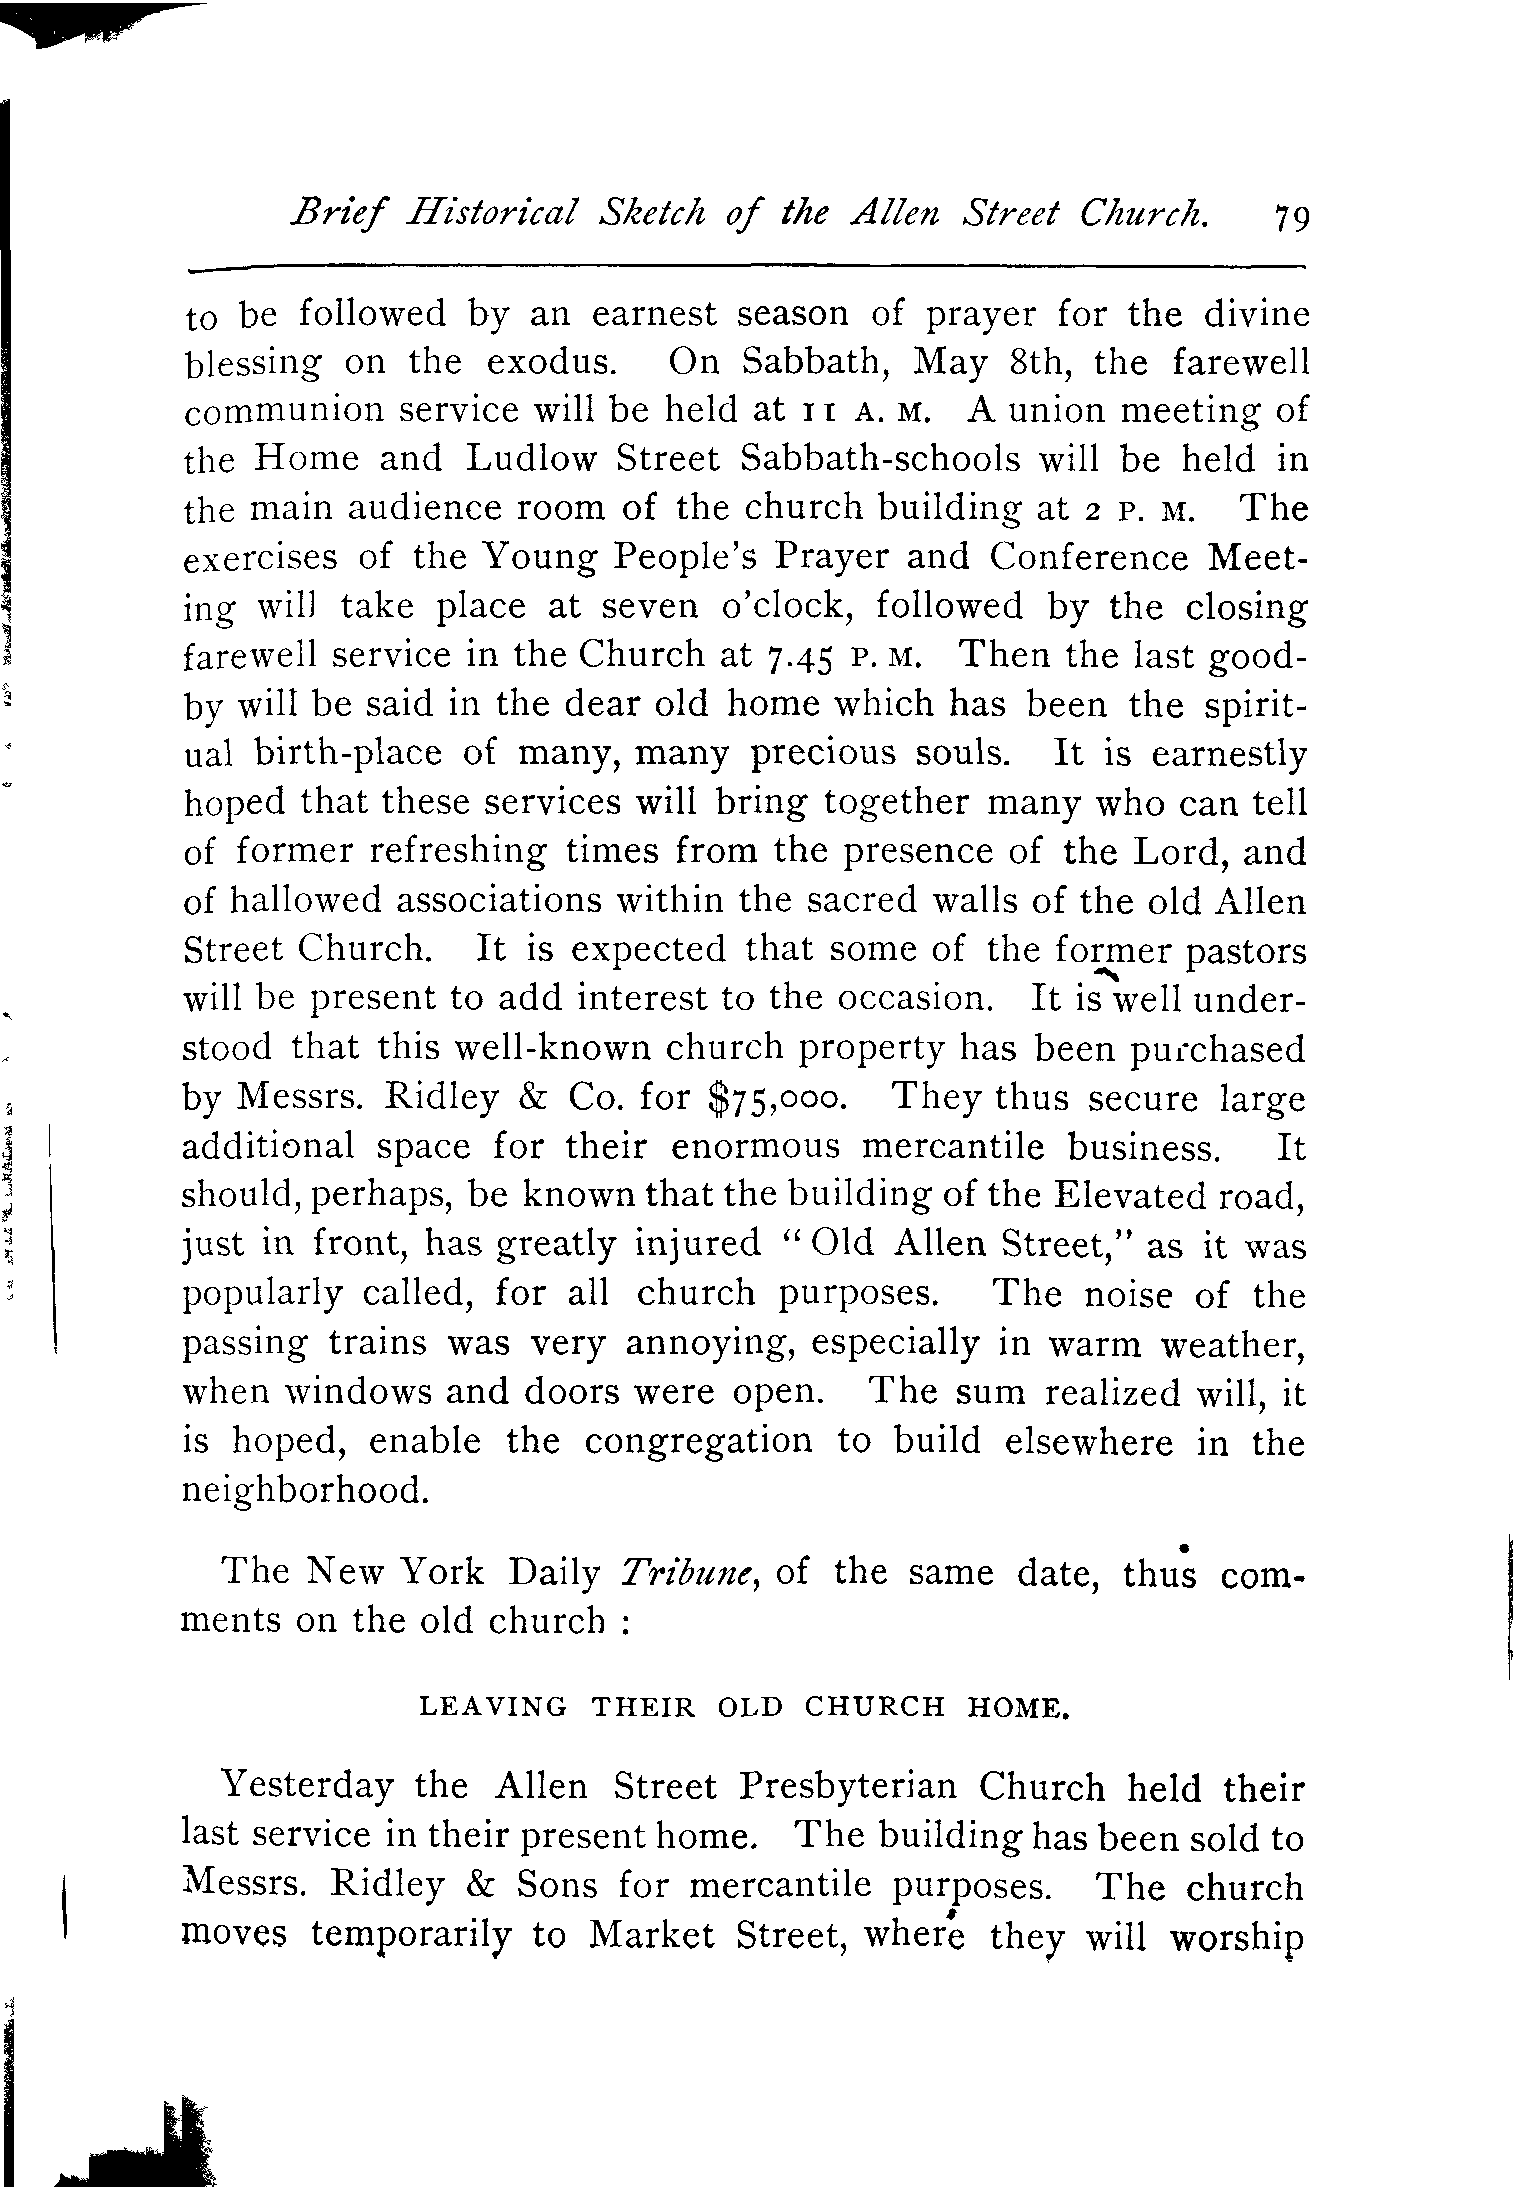 Brief Historical Sketch of the Allen Street Church. 79
to be followed by an earnest season of prayer for the divine
blessing on the exodus. On Sabbath, May 8th, the farewell
communion service will be held at 11 A. M. A union meeting of
the Home and Ludlow Street Sabbath-schools will be held in
the main audience room of the church building at 2 P. M. The
exercises of the Young People's Prayer and Conference Meet-
ing will take place at seven o'clock, followed by the closing
farewell service in the Church at 7.45 P. M. Then the last good-
by will be said in the dear old home which has been the spirit-
ual birth-place of many, many precious souls. It is earnestly
hoped that these services will bring together many who can tell
of former refreshing times from the presence of the Lord, and
of hallowed associations within the sacred walls of the old Allen
Street Church. It is expected that some of the former pastors
will be present to add interest to the occasion. It is well under-
stood that this well-known church property has been purchased
by Messrs. Ridley & Co. for $75,000. They thus secure large
additional space for their enormous mercantile business. It
should, perhaps, be known that the building of the Elevated road,
just in front, has greatly injured "Old Allen Street," as it was
popularly called, for all church purposes. The noise of the
passing trains was very annoying, especially in warm weather,
when windows and doors were open. The sum realized will, it
is hoped, enable the congregation to build elsewhere in the
neighborhood.
The New York Daily Tribune, of the same date, thus com-
ments on the old church :
LEAVING THEIR OLD CHURCH HOME.
Yesterday the Allen Street Presbyterian Church held their
last service in their present home. The building has been sold to
Messrs. Ridley & Sons for mercantile purposes. The church
moves temporarily to Market Street, where they will worship